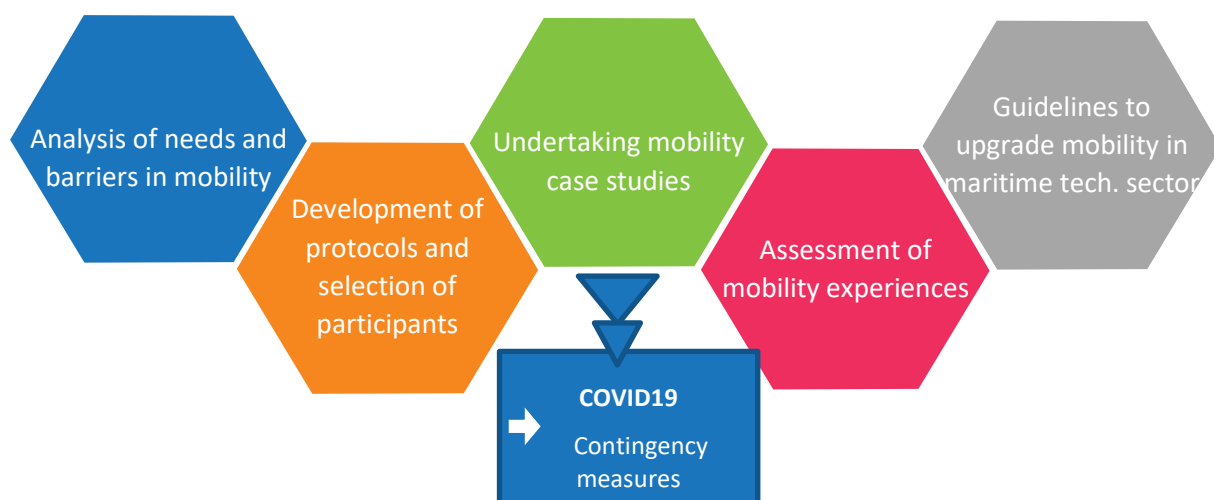 Analysis of needs and
barriers in mobility
Development of
protocols and
selection of
participants
Undertaking mobility
case studies
Assessment of
mobility experiences
Guidelines to
upgrade mobility in
maritime tech. sector
COVID19
Contingency
measures